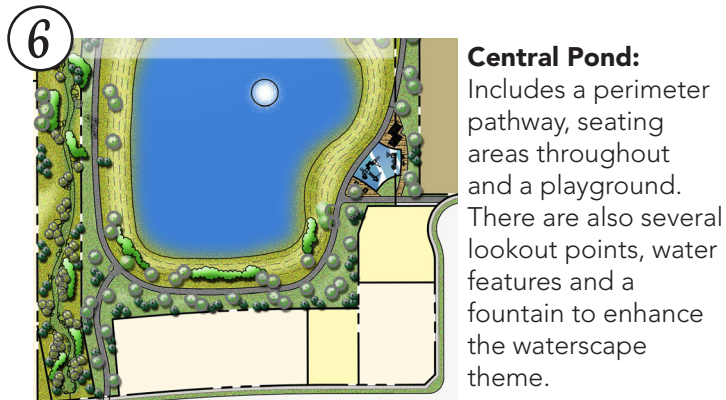 6
Central Pond:
Includes a perimeter
pathway, seating
areas throughout
and a playground.
There are also several
lookout points, water
features and a
fountain to enhance
the waterscape
theme.